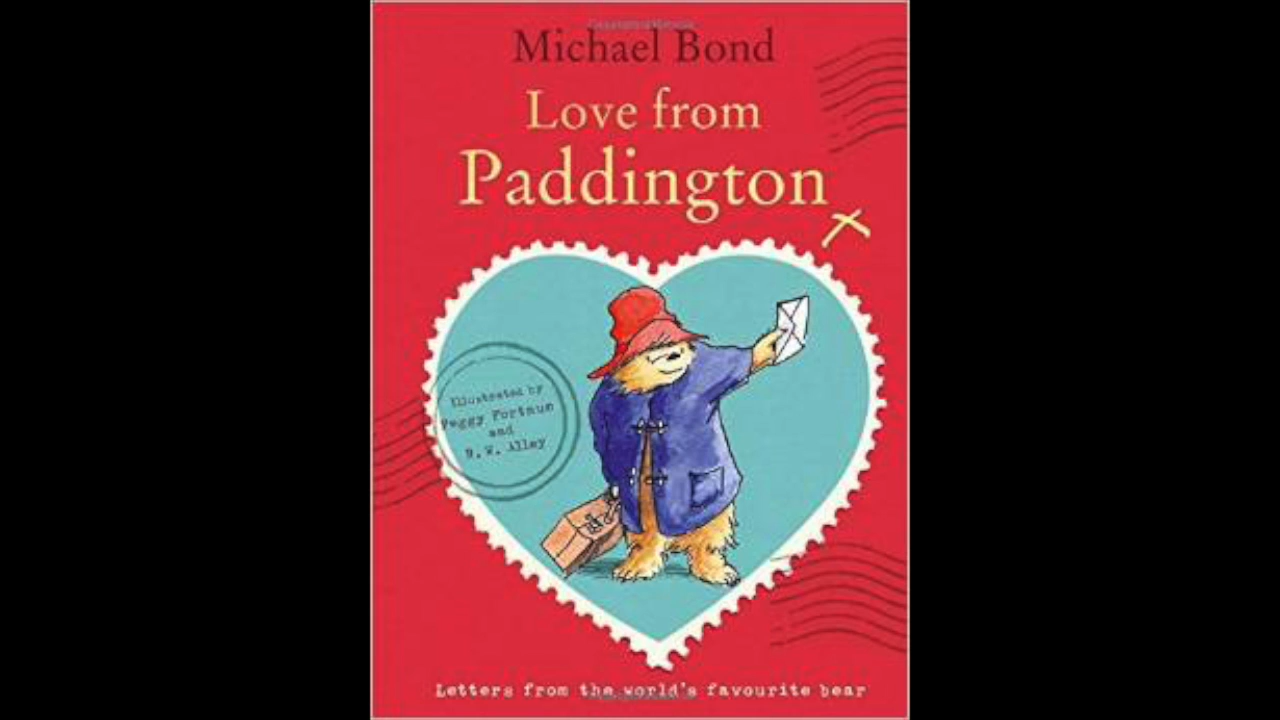 Michael Bond
Love from
Paddington
x
Illustrated by
Peggy Fortnum
and
R. W. Alley
Letters from the world's favourite bear